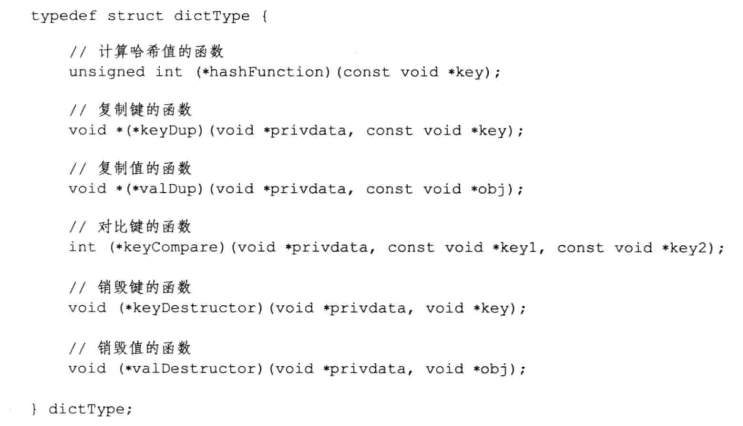 typedef struct dictType {
// 计算哈希值的函数
unsigned int (*hashFunction)(const void *key);
// 复制键的函数
void *(*keyDup)(void *privdata, const void *key);
// 复制值的函数
void *(*valDup)(void *privdata, const void *obj);
// 对比键的函数
int (*keyCompare)(void *privdata, const void *key1, const void *key2);
// 销毁键的函数
void (*keyDestructor)(void *privdata, void *key);
// 销毁值的函数
void (*valDestructor)(void *privdata, void *obj);
} dictType;